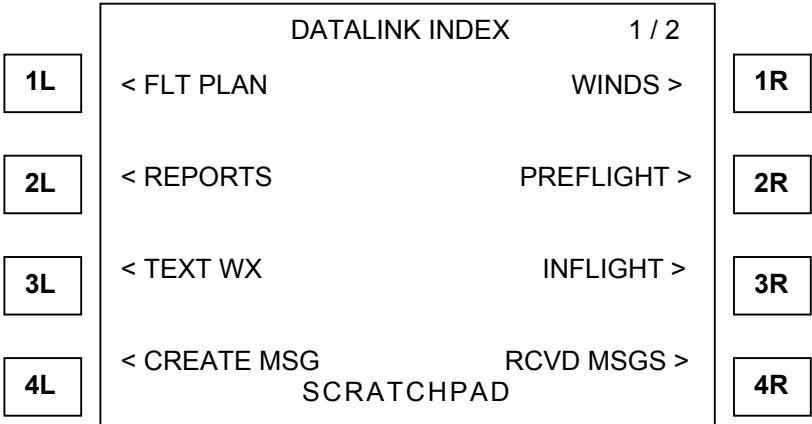 DATALINK INDEX 1 / 2
1L < FLT PLAN WINDS > 1R
2L < REPORTS PREFLIGHT > 2R
3L < TEXT WX INFLIGHT > 3R
4L < CREATE MSG RCVD MSGS > 4R
SCRATCHPAD